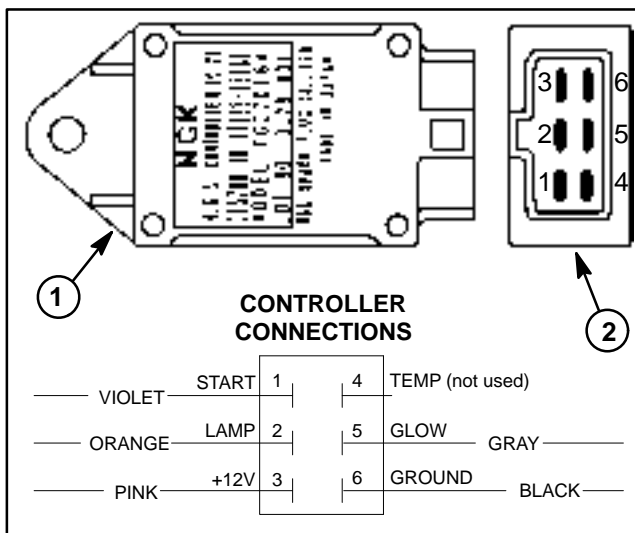 NGK
3 6
2 5
1 4
1
2
CONTROLLER
CONNECTIONS
VIOLET START 1 4 TEMP (not used)
ORANGE LAMP 2 5 GLOW GRAY
PINK +12V 3 6 GROUND BLACK